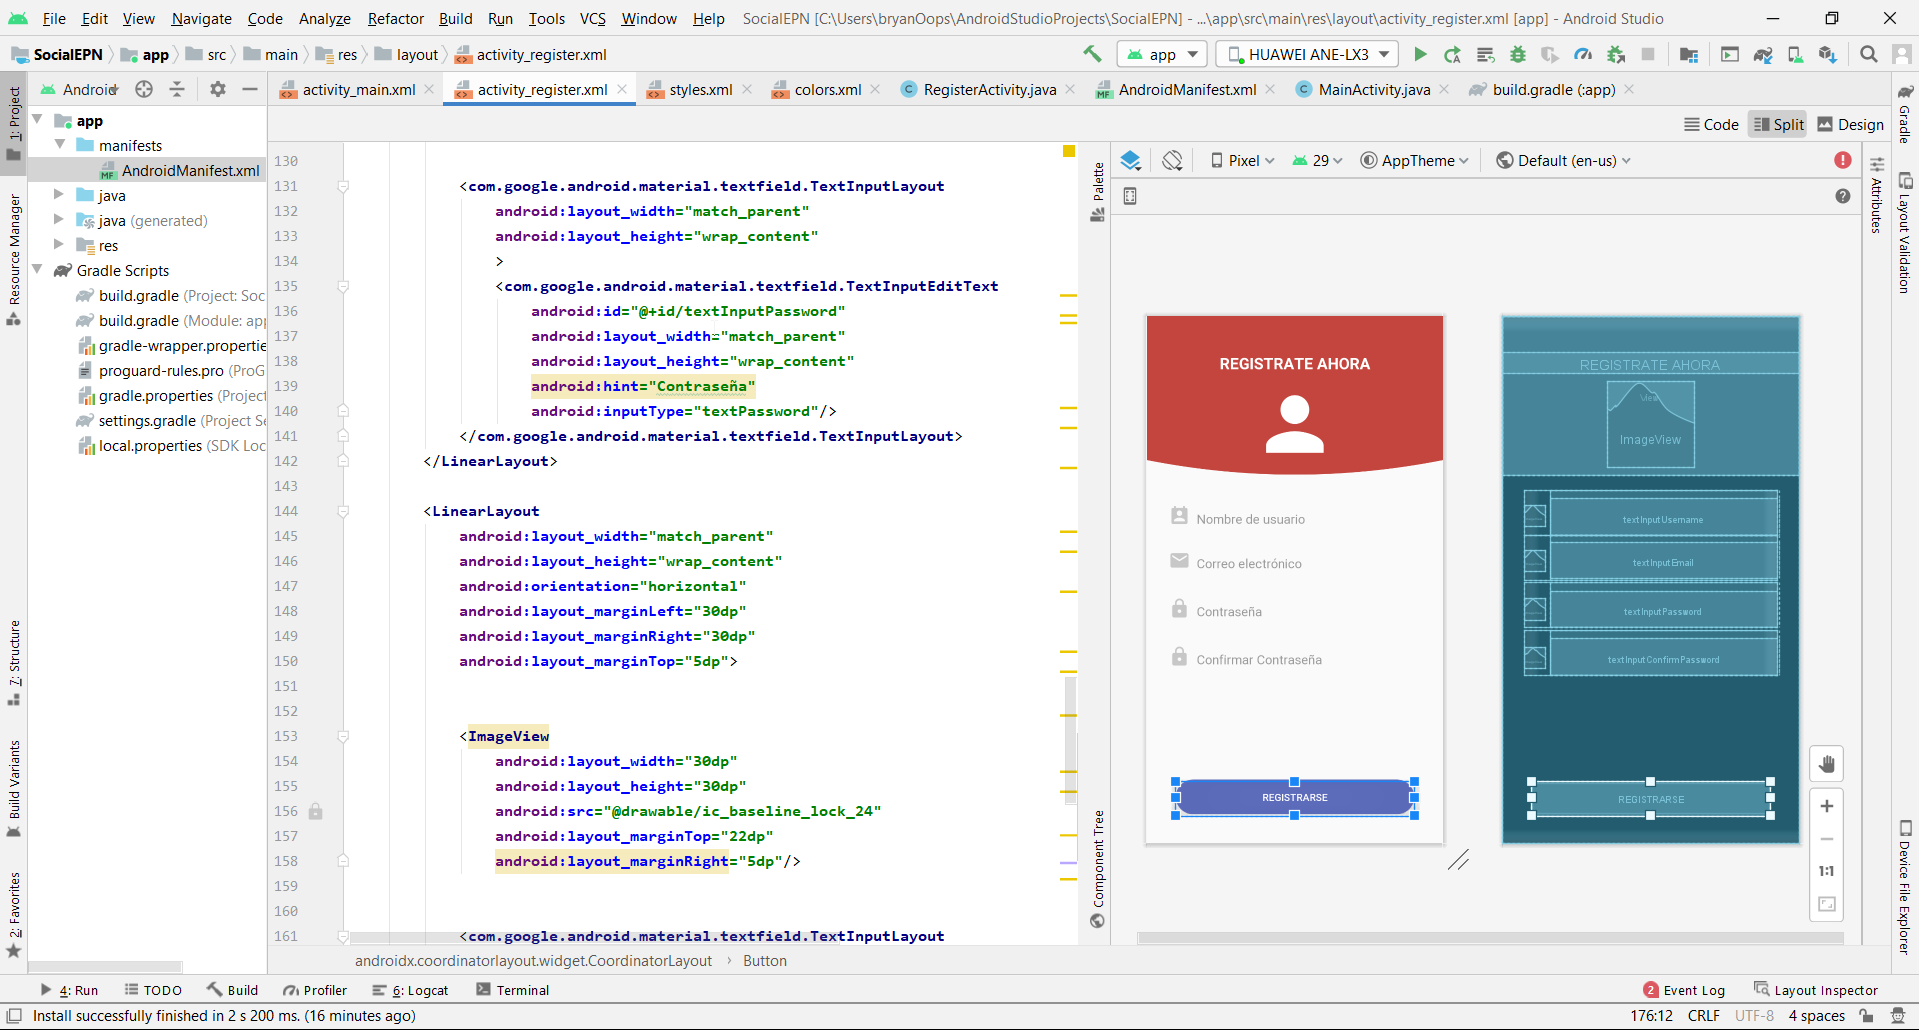 File Edit View Navigate Code Analyze Refactor Build Run Tools VCS Window Help SocialEPN [C:\Users\bryanOops\AndroidStudioProjects\SocialEPN] - ...\app\src\main\res\layout\activity_register.xml [app] - Android Studio
SocialEPN app src main res layout activity_register.xml app HUAWEI ANE-LX3
Android activity_main.xml activity_register.xml styles.xml colors.xml RegisterActivity.java AndroidManifest.xml MainActivity.java build.gradle (:app)
Code Split Design
1: Project
Resource Manager
7: Structure
Build Variants
2: Favorites
app
manifests
AndroidManifest.xml
java
java (generated)
res
Gradle Scripts
build.gradle (Project: Soc
build.gradle (Module: app
gradle-wrapper.propertie
proguard-rules.pro (ProG
gradle.properties (Project
settings.gradle (Project Se
local.properties (SDK Loc
130
131 <com.google.android.material.textfield.TextInputLayout
132 android:layout_width="match_parent"
133 android:layout_height="wrap_content"
134 >
135 <com.google.android.material.textfield.TextInputEditText
136 android:id="@+id/textInputPassword"
137 android:layout_width="match_parent"
138 android:layout_height="wrap_content"
139 android:hint="Contraseña"
140 android:inputType="textPassword"/>
141 </com.google.android.material.textfield.TextInputLayout>
142 </LinearLayout>
143
144 <LinearLayout
145 android:layout_width="match_parent"
146 android:layout_height="wrap_content"
147 android:orientation="horizontal"
148 android:layout_marginLeft="30dp"
149 android:layout_marginRight="30dp"
150 android:layout_marginTop="5dp">
151
152
153 <ImageView
154 android:layout_width="30dp"
155 android:layout_height="30dp"
156 android:src="@drawable/ic_baseline_lock_24"
157 android:layout_marginTop="22dp"
158 android:layout_marginRight="5dp"/>
159
160
161 <com.google.android.material.textfield.TextInputLayout
androidx.coordinatorlayout.widget.CoordinatorLayout › Button
Palette
Component Tree
Pixel 29 AppTheme Default (en-us)
REGISTRATE AHORA
Nombre de usuario
Correo electrónico
Contraseña
Confirmar Contraseña
REGISTRARSE
REGISTRATE AHORA
View
ImageView
textInputUsername
textInputEmail
textInputPassword
textInputConfirmPassword
REGISTRARSE
1:1
Attributes
Gradle
Layout Validation
Device File Explorer
4: Run TODO Build Profiler 6: Logcat Terminal 2 Event Log Layout Inspector
Install successfully finished in 2 s 200 ms. (16 minutes ago) 176:12 CRLF UTF-8 4 spaces